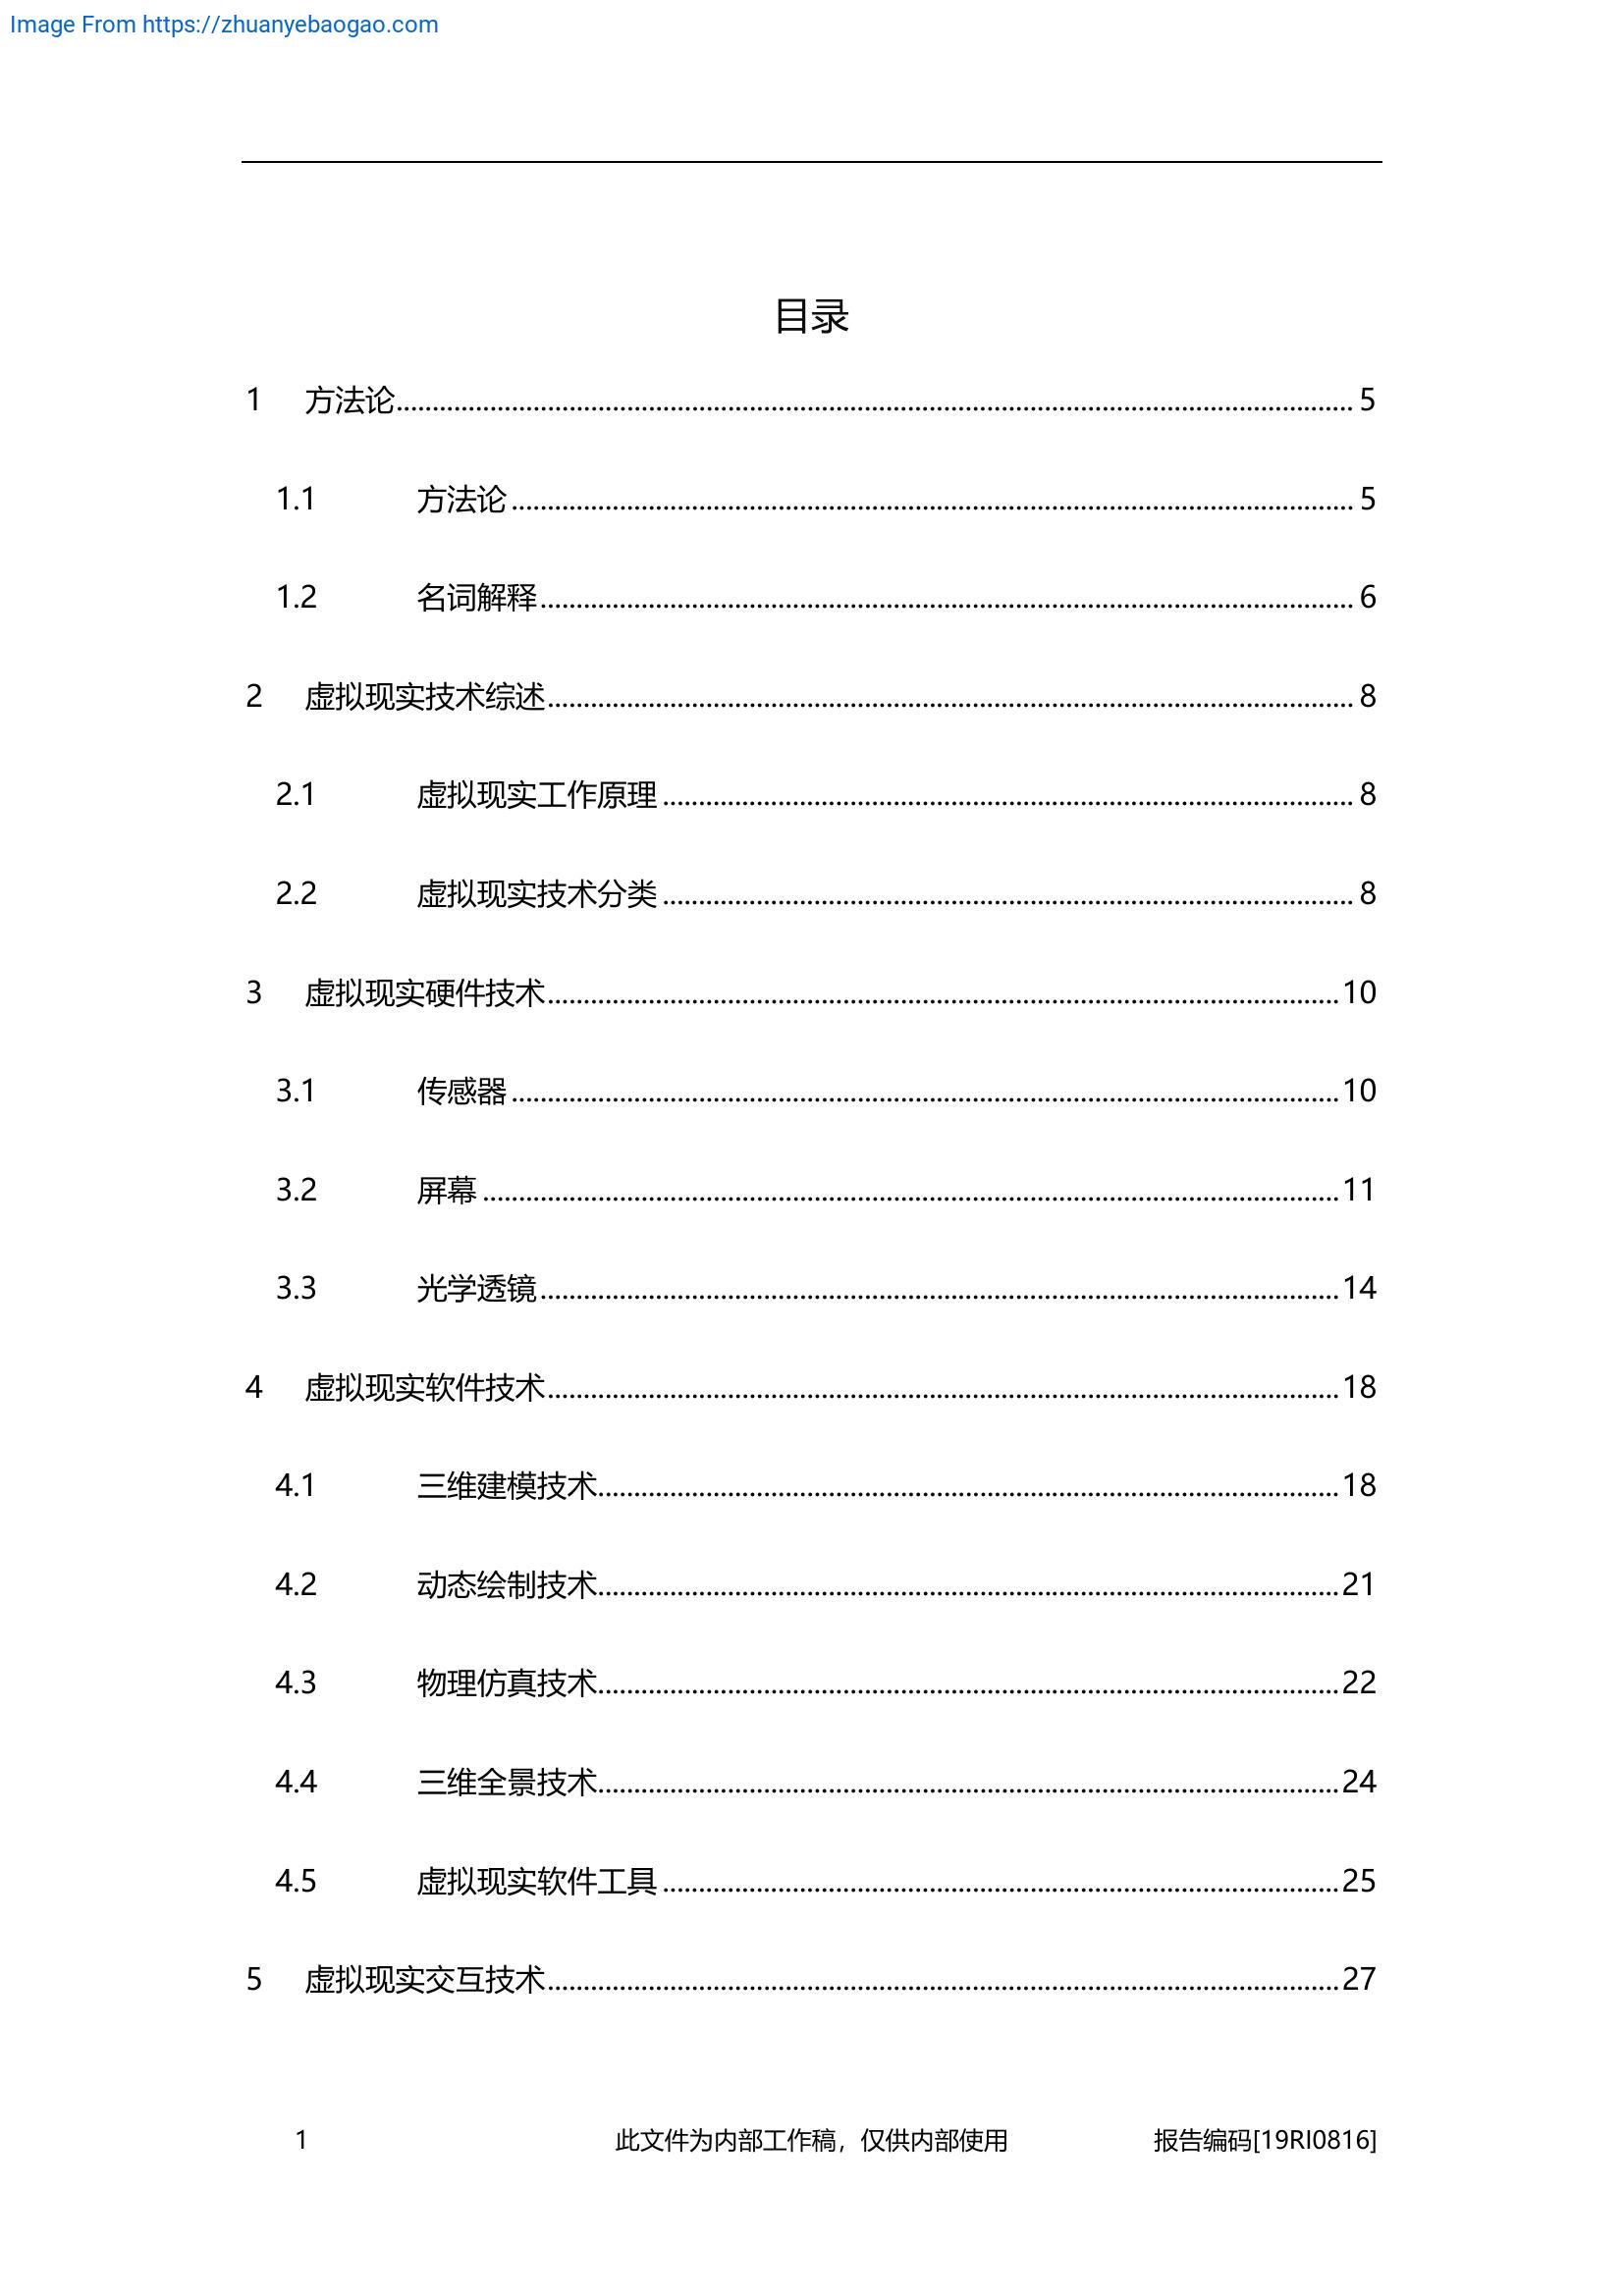 Image From https://zhuanyebaogao.com
目录
1 方法论 5
1.1 方法论 5
1.2 名词解释 6
2 虚拟现实技术综述 8
2.1 虚拟现实工作原理 8
2.2 虚拟现实技术分类 8
3 虚拟现实硬件技术 10
3.1 传感器 10
3.2 屏幕 11
3.3 光学透镜 14
4 虚拟现实软件技术 18
4.1 三维建模技术 18
4.2 动态绘制技术 21
4.3 物理仿真技术 22
4.4 三维全景技术 24
4.5 虚拟现实软件工具 25
5 虚拟现实交互技术 27
1 此文件为内部工作稿，仅供内部使用 报告编码[19RI0816]